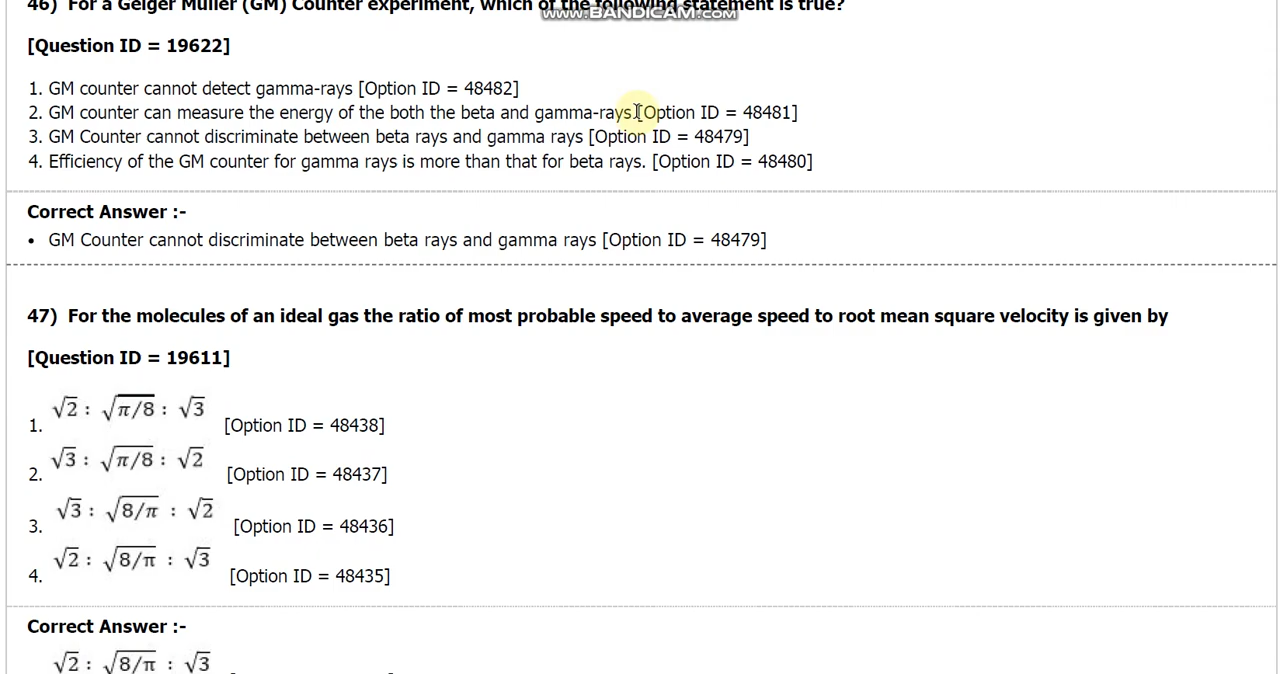 46) For a Geiger Muller (GM) Counter experiment, which of the following statement is true?
www.BANDICAM.com
[Question ID = 19622]
1. GM counter cannot detect gamma-rays [Option ID = 48482]
2. GM counter can measure the energy of the both the beta and gamma-rays.[Option ID = 48481]
3. GM Counter cannot discriminate between beta rays and gamma rays [Option ID = 48479]
4. Efficiency of the GM counter for gamma rays is more than that for beta rays. [Option ID = 48480]
Correct Answer :-
• GM Counter cannot discriminate between beta rays and gamma rays [Option ID = 48479]
47) For the molecules of an ideal gas the ratio of most probable speed to average speed to root mean square velocity is given by
[Question ID = 19611]
1. √2 : √π/8 : √3 [Option ID = 48438]
2. √3 : √π/8 : √2 [Option ID = 48437]
3. √3 : √8/π : √2 [Option ID = 48436]
4. √2 : √8/π : √3 [Option ID = 48435]
Correct Answer :-
√2 : √8/π : √3